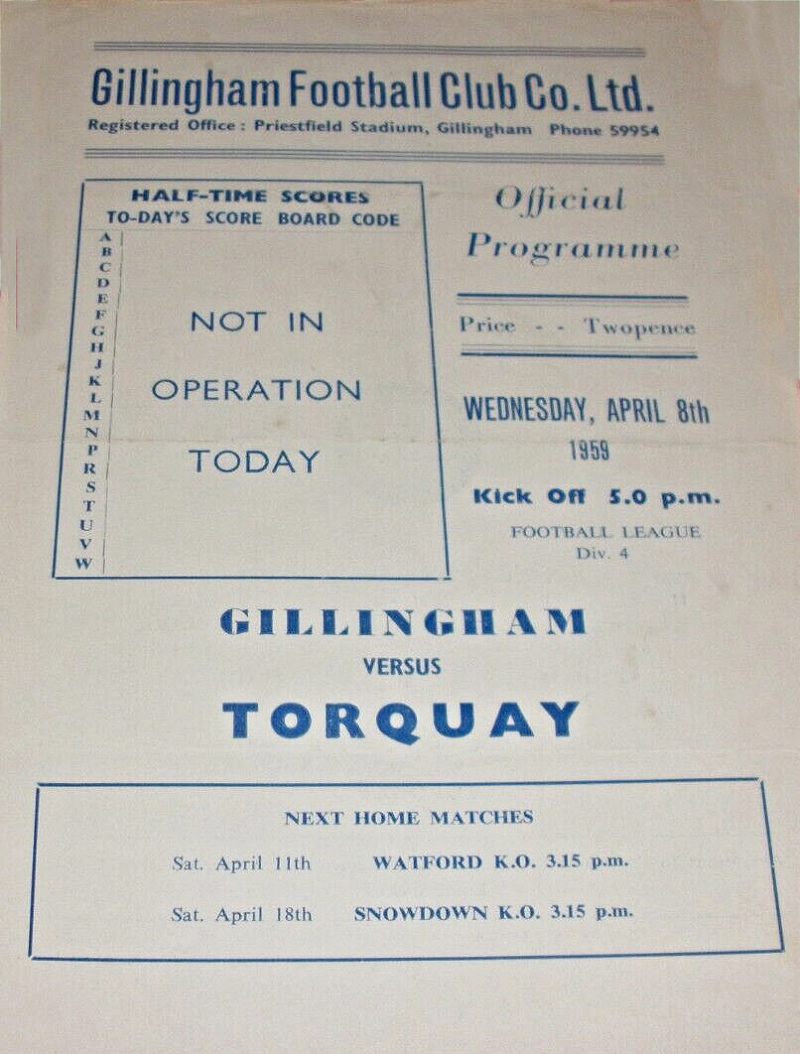 Gillingham Football Club Co. Ltd.
Registered Office : Priestfield Stadium, Gillingham Phone 59954
HALF-TIME SCORES
TO-DAY'S SCORE BOARD CODE
A
B
C
D
E
F
G
H
J
K
L
M
N
P
R
S
T
U
V
W
NOT IN
OPERATION
TODAY
Official
Programme
Price - - Twopence
WEDNESDAY, APRIL 8th
1959
Kick Off 5.0 p.m.
FOOTBALL LEAGUE
Div. 4
GILLINGHAM
VERSUS
TORQUAY
NEXT HOME MATCHES
Sat. April 11th WATFORD K.O. 3.15 p.m.
Sat. April 18th SNOWDOWN K.O. 3.15 p.m.